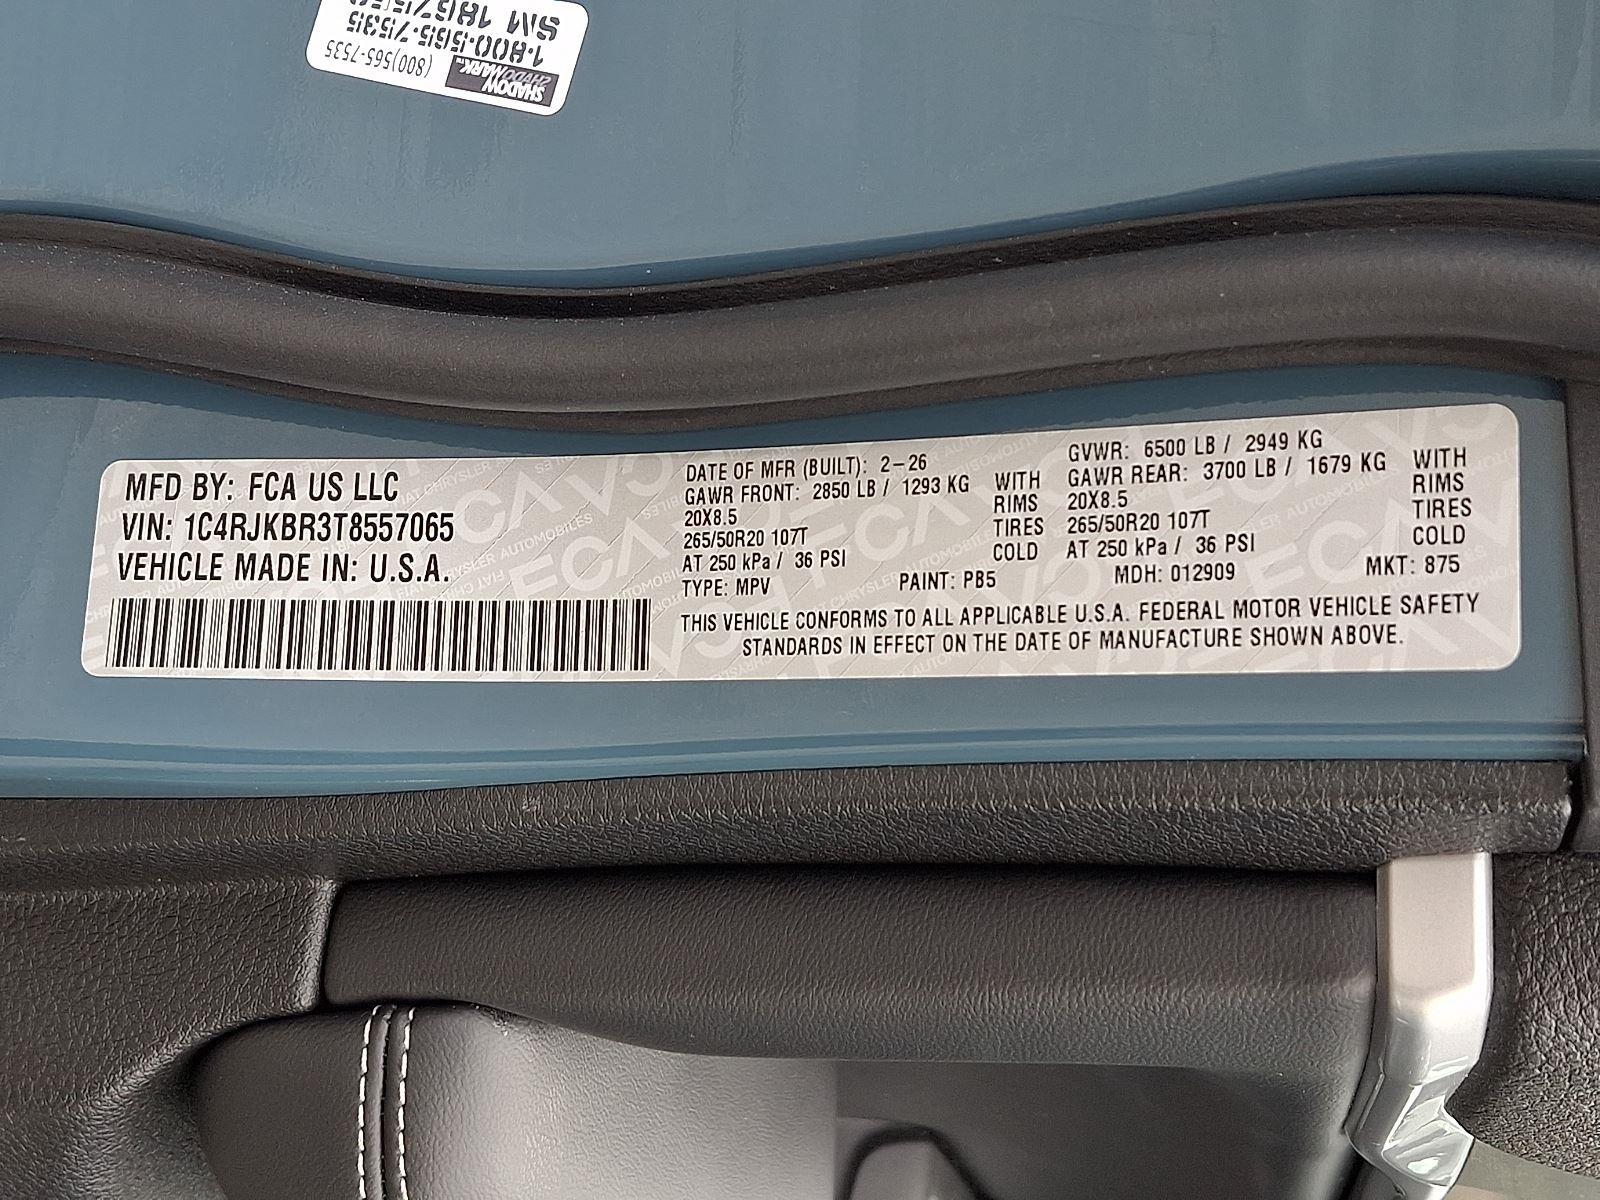 SHADOW
MARK
(800)565-7535
1·800·565·7535
MFD BY: FCA US LLC
VIN: 1C4RJKBR3T8557065
VEHICLE MADE IN: U.S.A.
DATE OF MFR (BUILT): 2-26
GAWR FRONT: 2850 LB / 1293 KG WITH
20X8.5 RIMS
265/50R20 107T TIRES
AT 250 kPa / 36 PSI COLD
TYPE: MPV PAINT: PB5
GVWR: 6500 LB / 2949 KG
GAWR REAR: 3700 LB / 1679 KG WITH
20X8.5 RIMS
265/50R20 107T TIRES
AT 250 kPa / 36 PSI COLD
MDH: 012909 MKT: 875
THIS VEHICLE CONFORMS TO ALL APPLICABLE U.S.A. FEDERAL MOTOR VEHICLE SAFETY
STANDARDS IN EFFECT ON THE DATE OF MANUFACTURE SHOWN ABOVE.